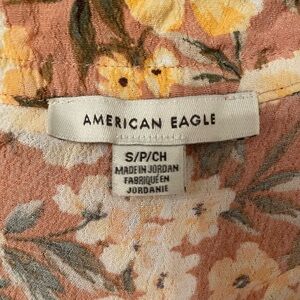 AMERICAN EAGLE
S/P/CH
MADE IN JORDAN
FABRIQUÉ EN
JORDANIE